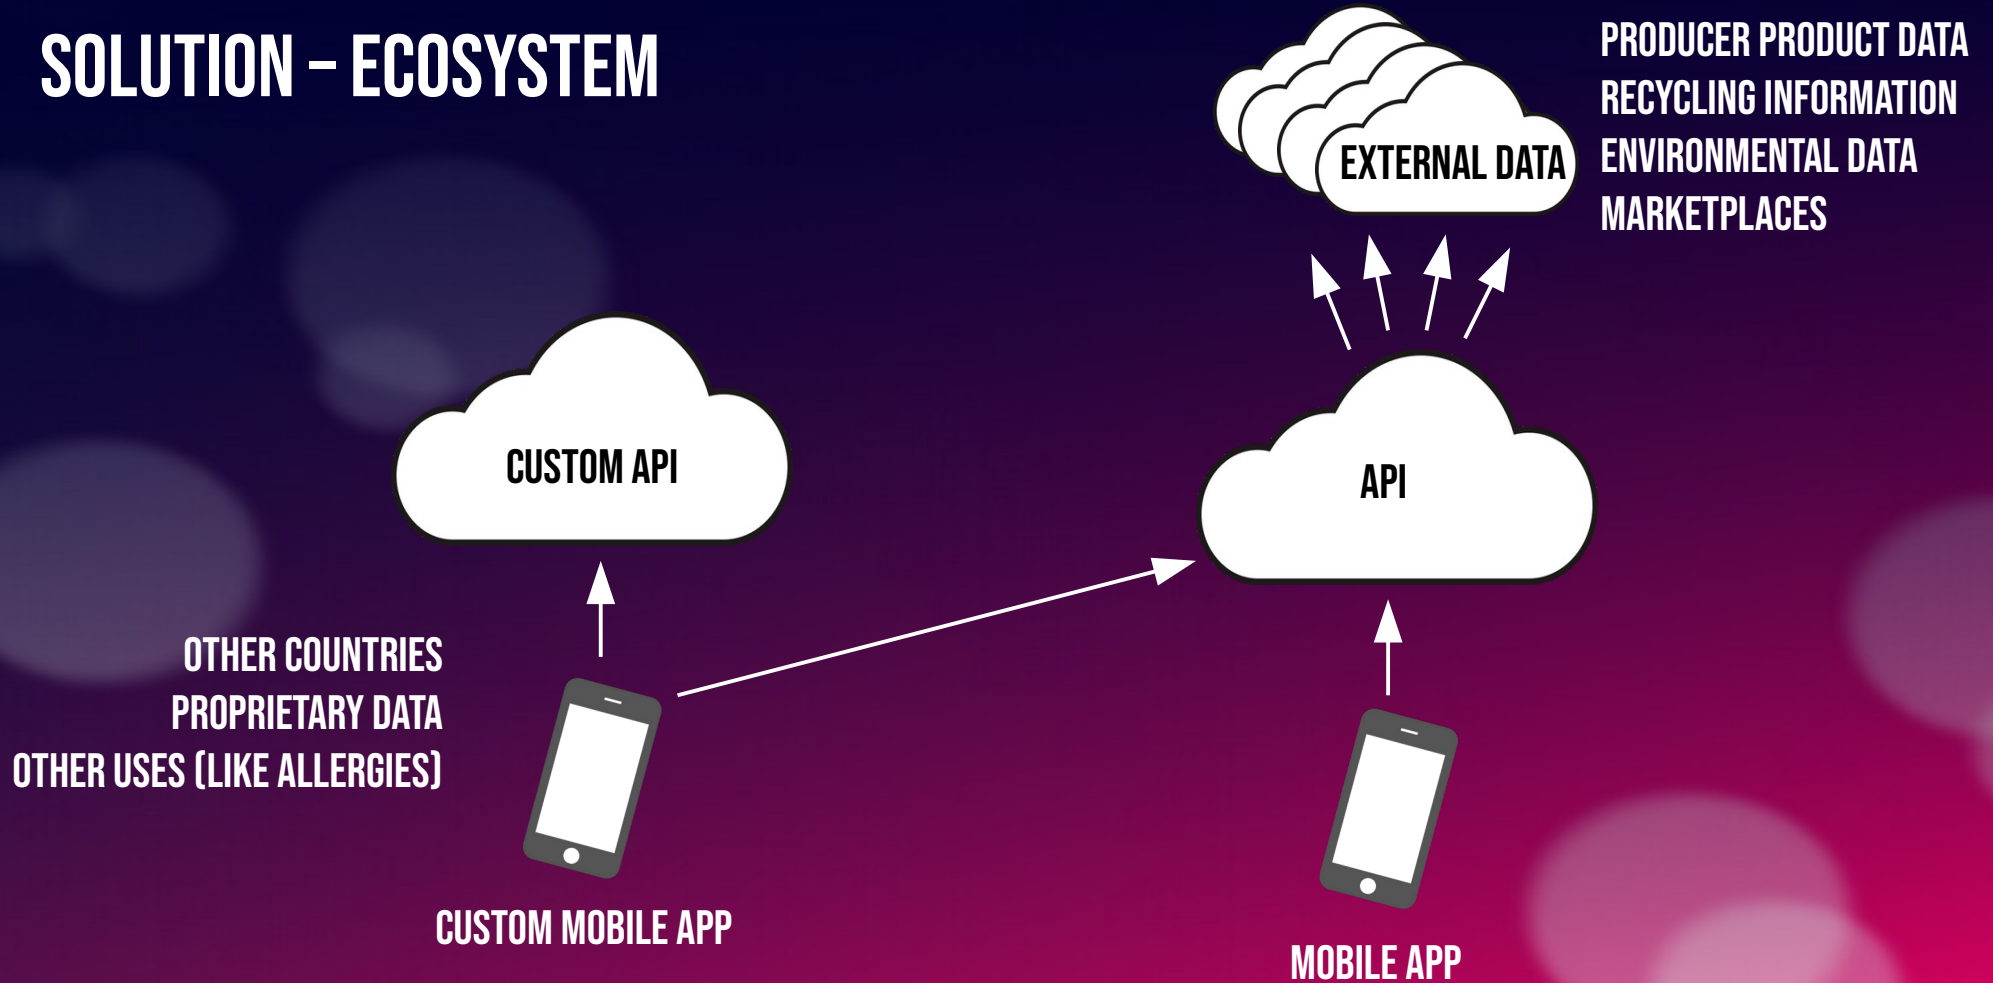 SOLUTION – ECOSYSTEM
PRODUCER PRODUCT DATA
RECYCLING INFORMATION
ENVIRONMENTAL DATA
MARKETPLACES
EXTERNAL DATA
CUSTOM API
API
OTHER COUNTRIES
PROPRIETARY DATA
OTHER USES (LIKE ALLERGIES)
CUSTOM MOBILE APP
MOBILE APP